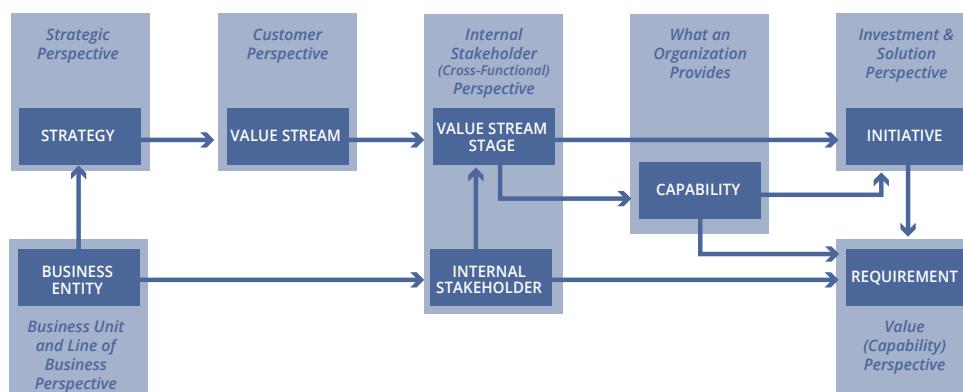 Strategic
Perspective
Customer
Perspective
Internal
Stakeholder
(Cross-Functional)
Perspective
What an
Organization
Provides
Investment &
Solution
Perspective
STRATEGY
VALUE STREAM
VALUE STREAM
STAGE
INITIATIVE
CAPABILITY
BUSINESS
ENTITY
INTERNAL
STAKEHOLDER
REQUIREMENT
Business Unit
and Line of
Business
Perspective
Value
(Capability)
Perspective